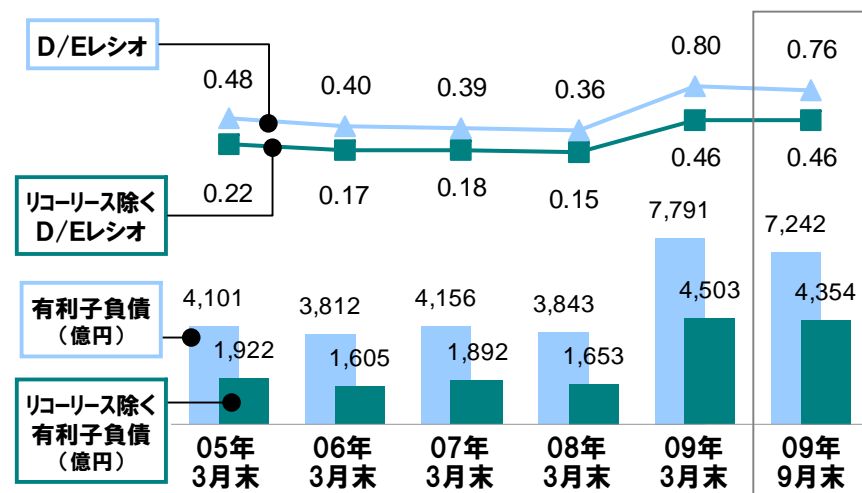 D/Eレシオ
0.48
0.40
0.39
0.36
0.80
0.76
リコーリース除く
D/Eレシオ
0.22
0.17
0.18
0.15
0.46
0.46
有利子負債
（億円）
4,101
3,812
4,156
3,843
7,791
7,242
リコーリース除く
有利子負債
（億円）
1,922
1,605
1,892
1,653
4,503
4,354
05年
3月末
06年
3月末
07年
3月末
08年
3月末
09年
3月末
09年
9月末